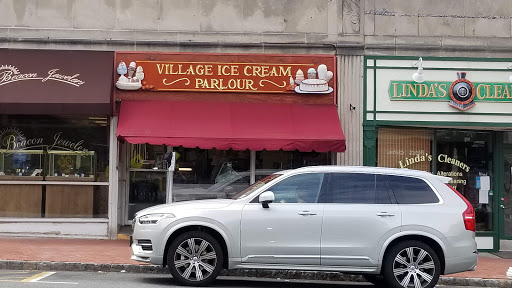 Beacon Jewelers
VILLAGE ICE CREAM
PARLOUR
LINDA'S CLEA
Beacon Jewelers
Linda's Cleaners
Alterations